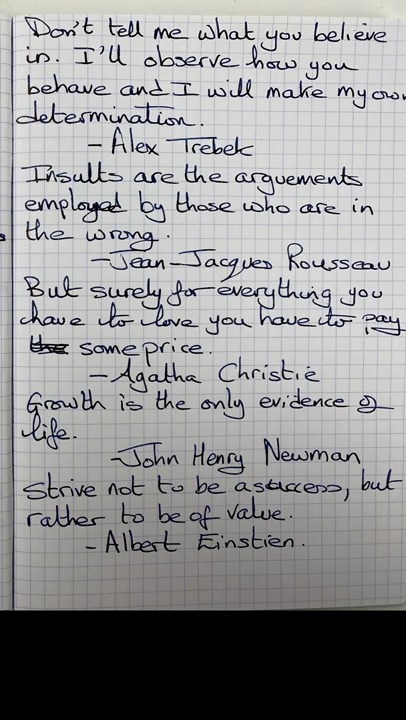 Don't tell me what you believe
in. I'll observe how you
behave and I will make my own
determination.
- Alex Trebek
Insults are the arguements
employed by those who are in
the wrong.
- Jean-Jacques Rousseau
But surely for everything you
have to love you have to pay
some price.
- Agatha Christie
Growth is the only evidence of
life.
- John Henry Newman
Strive not to be a success, but
rather to be of value.
- Albert Einstien.